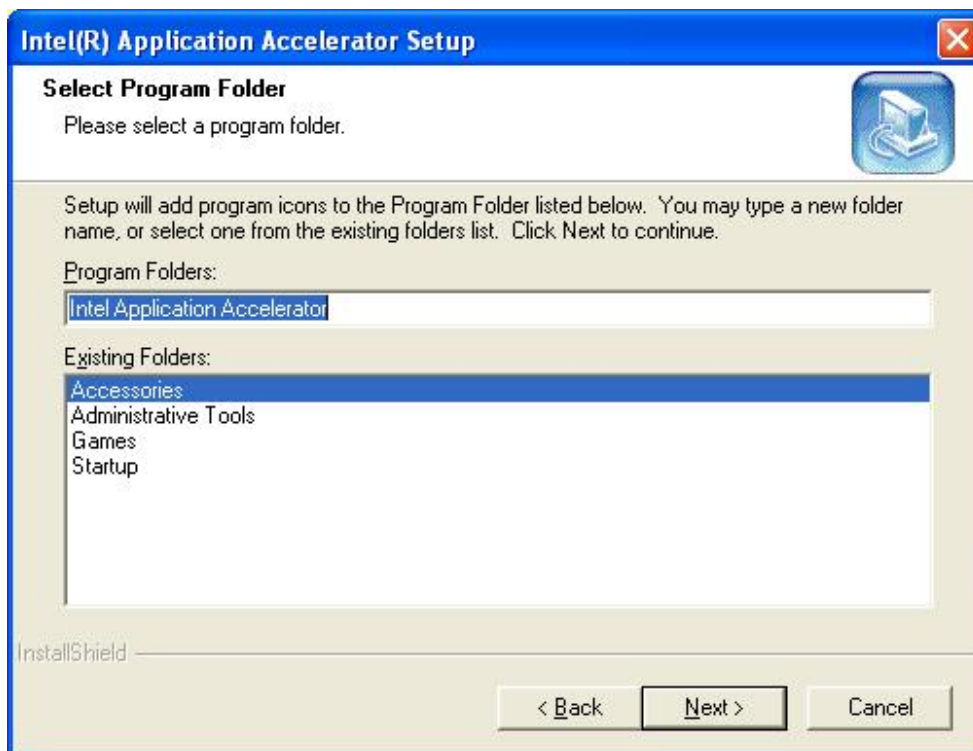 Intel(R) Application Accelerator Setup
Select Program Folder
Please select a program folder.
Setup will add program icons to the Program Folder listed below. You may type a new folder
name, or select one from the existing folders list. Click Next to continue.
Program Folders:
Intel Application Accelerator
Existing Folders:
Accessories
Administrative Tools
Games
Startup
InstallShield
< Back
Next >
Cancel